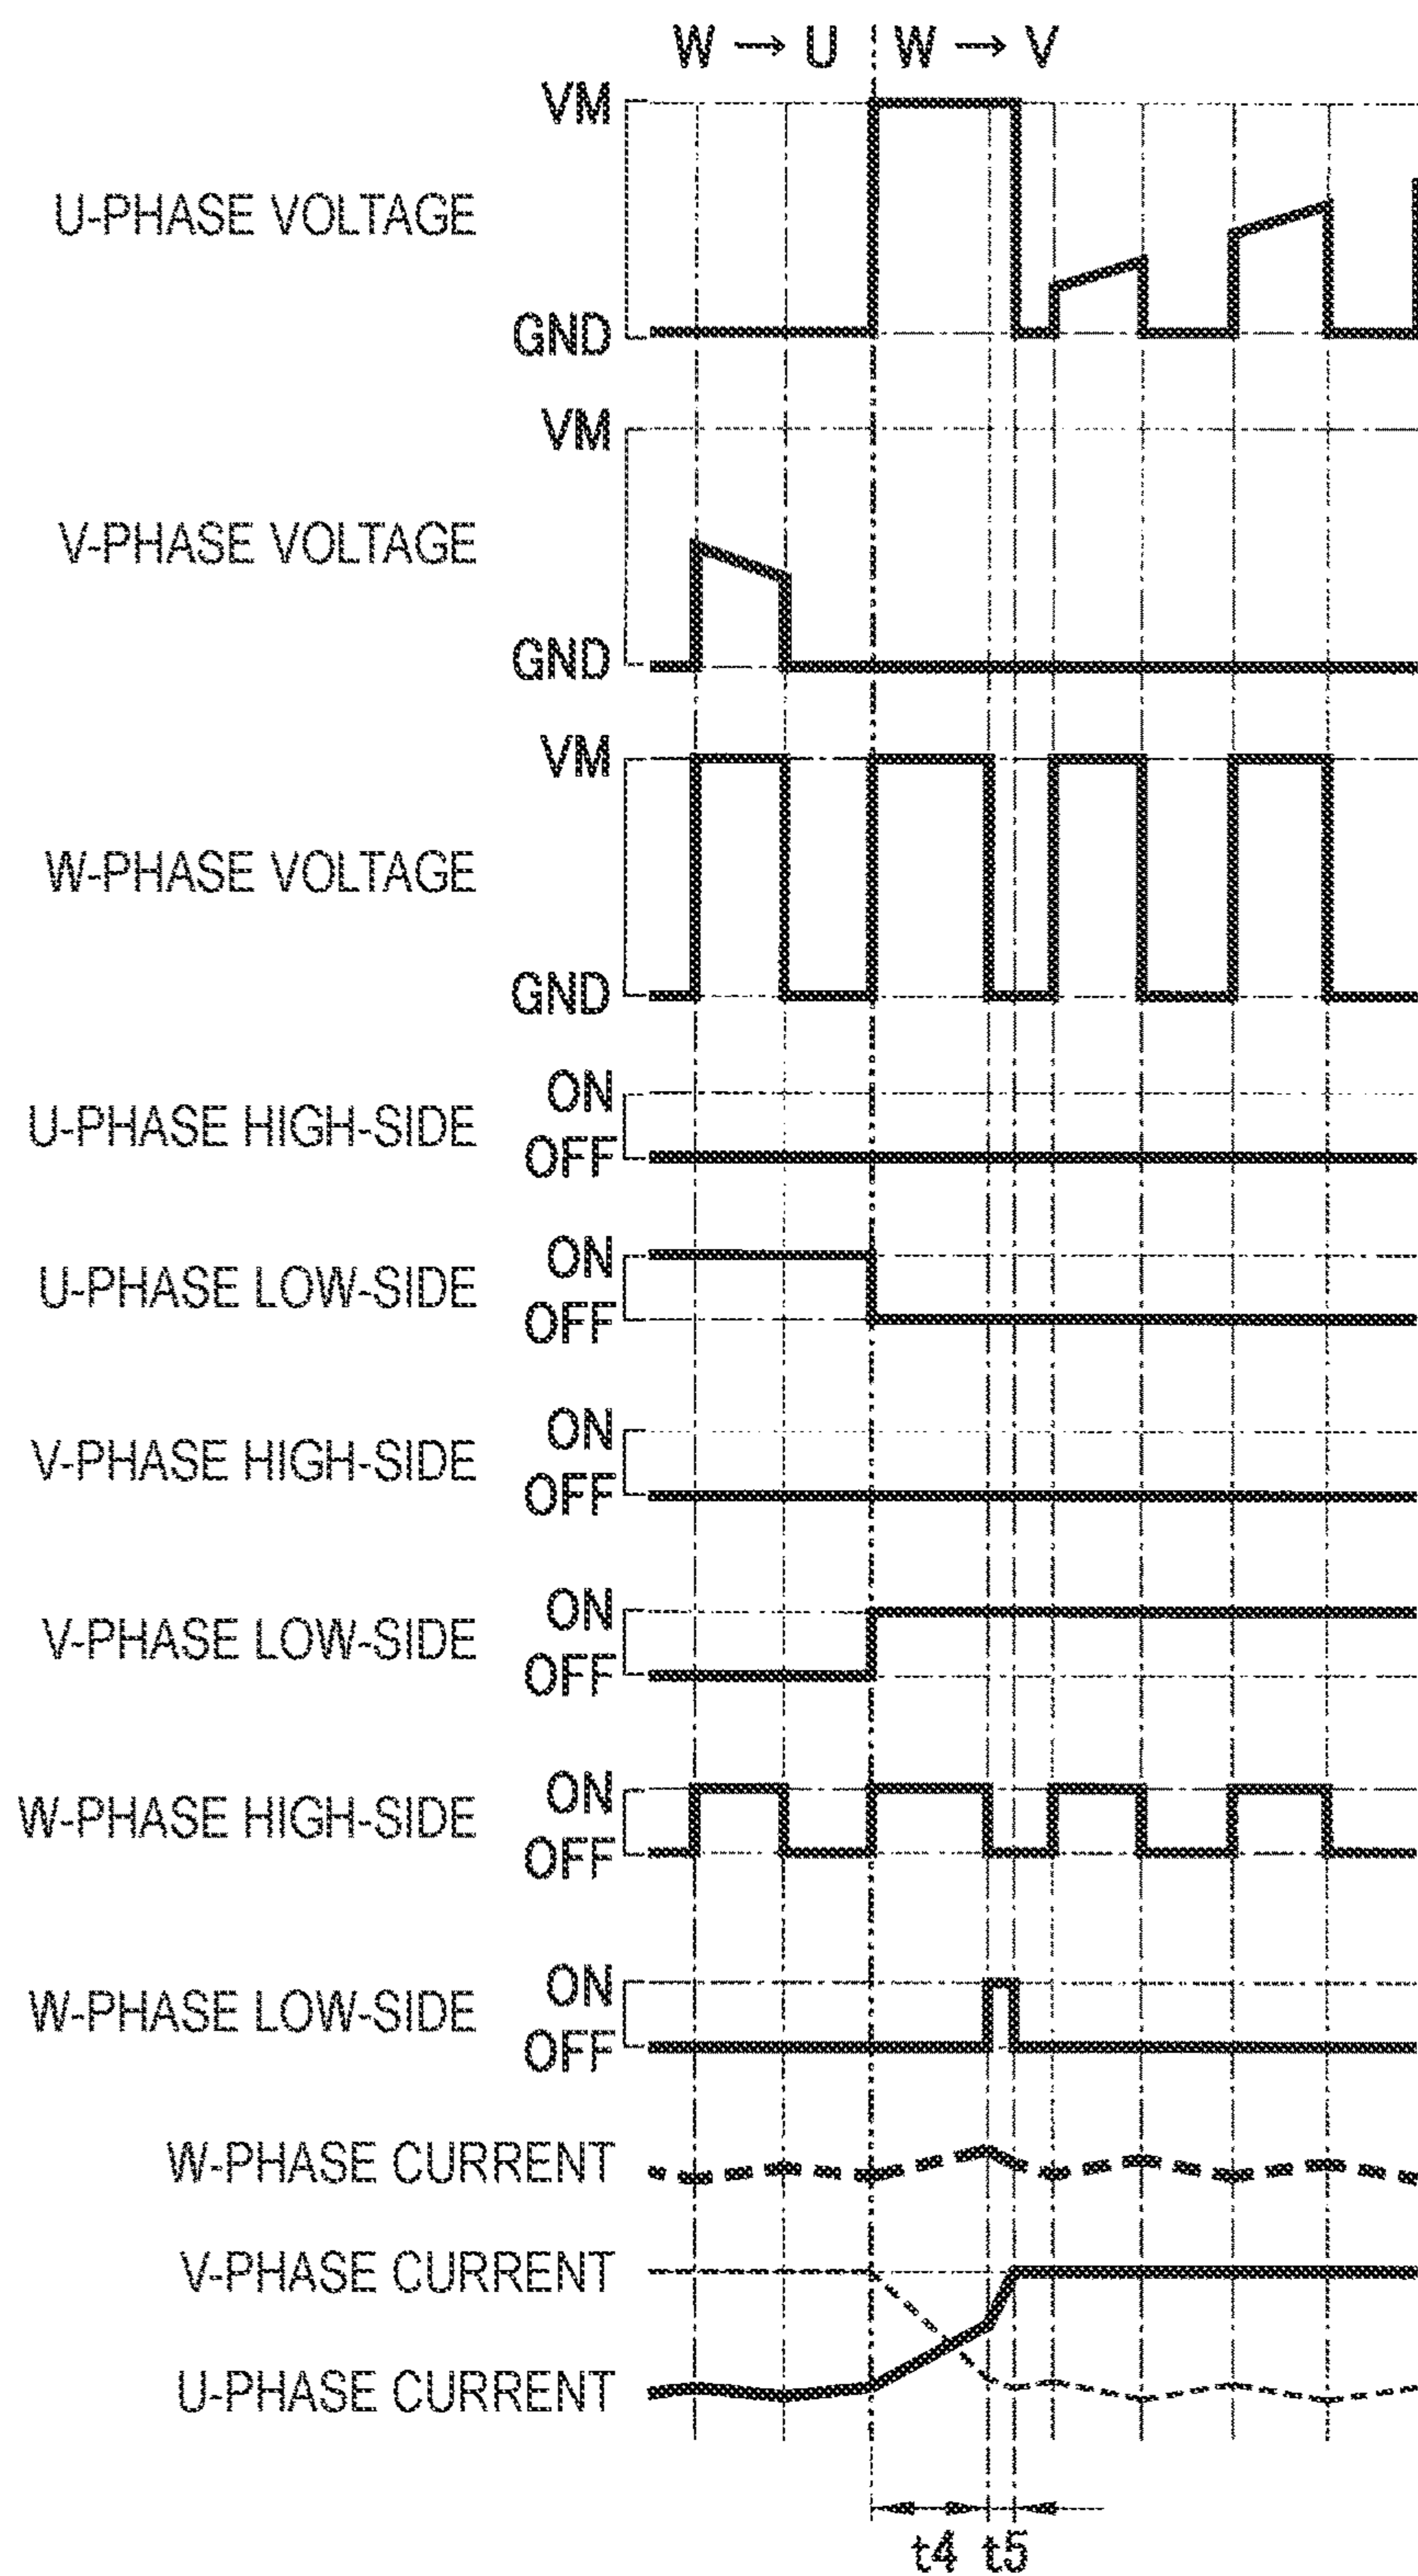 W → U W → V
VM
U-PHASE VOLTAGE
GND
VM
V-PHASE VOLTAGE
GND
VM
W-PHASE VOLTAGE
GND
ON
U-PHASE HIGH-SIDE
OFF
ON
U-PHASE LOW-SIDE
OFF
ON
V-PHASE HIGH-SIDE
OFF
ON
V-PHASE LOW-SIDE
OFF
ON
W-PHASE HIGH-SIDE
OFF
ON
W-PHASE LOW-SIDE
OFF
W-PHASE CURRENT
V-PHASE CURRENT
U-PHASE CURRENT
t4 t5